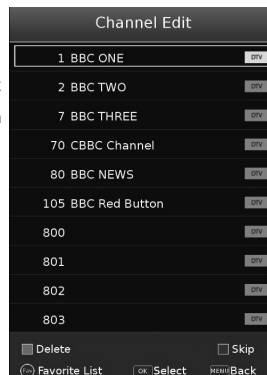 Channel Edit
1 BBC ONE DTV
2 BBC TWO DTV
7 BBC THREE DTV
70 CBBC Channel DTV
80 BBC NEWS DTV
105 BBC Red Button DTV
800 DTV
801 DTV
802 DTV
803 DTV
Delete Skip
Favorite List OK Select MENU Back